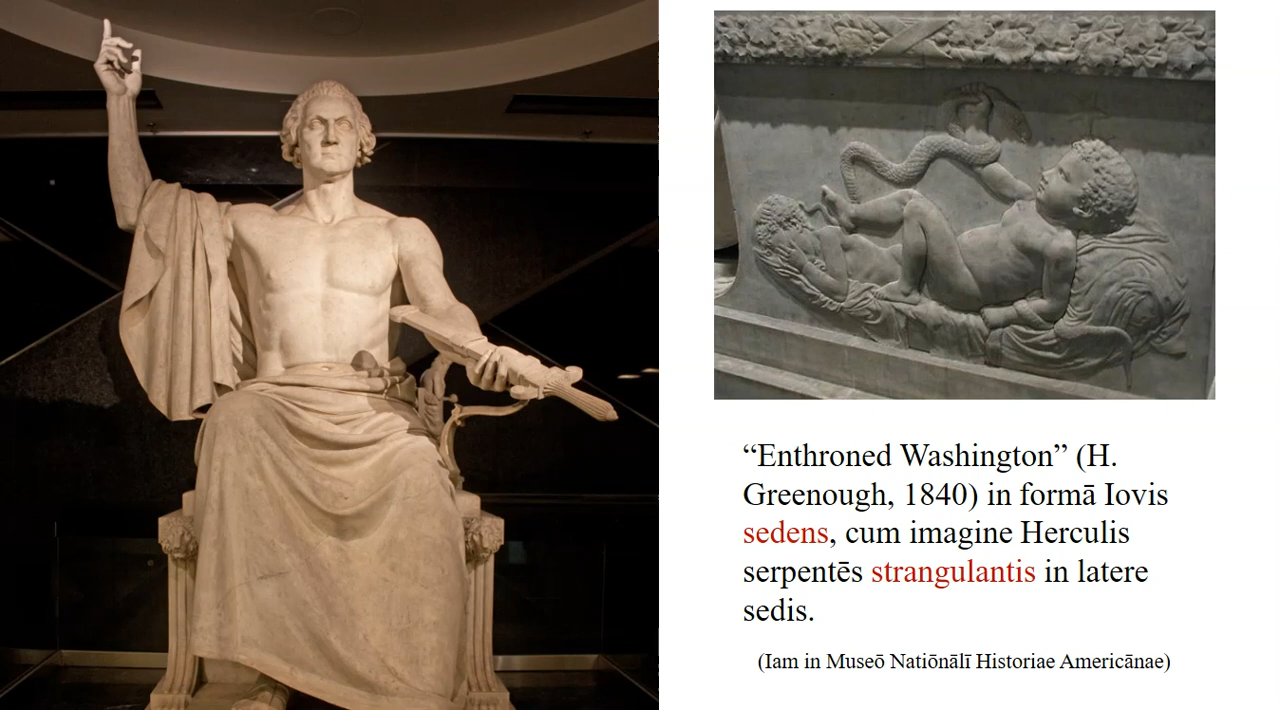 “Enthroned Washington” (H.
Greenough, 1840) in formā Iovis
sedens, cum imagine Herculis
serpentēs strangulantis in latere
sedis.
(Iam in Museō Natiōnālī Historiae Americānae)